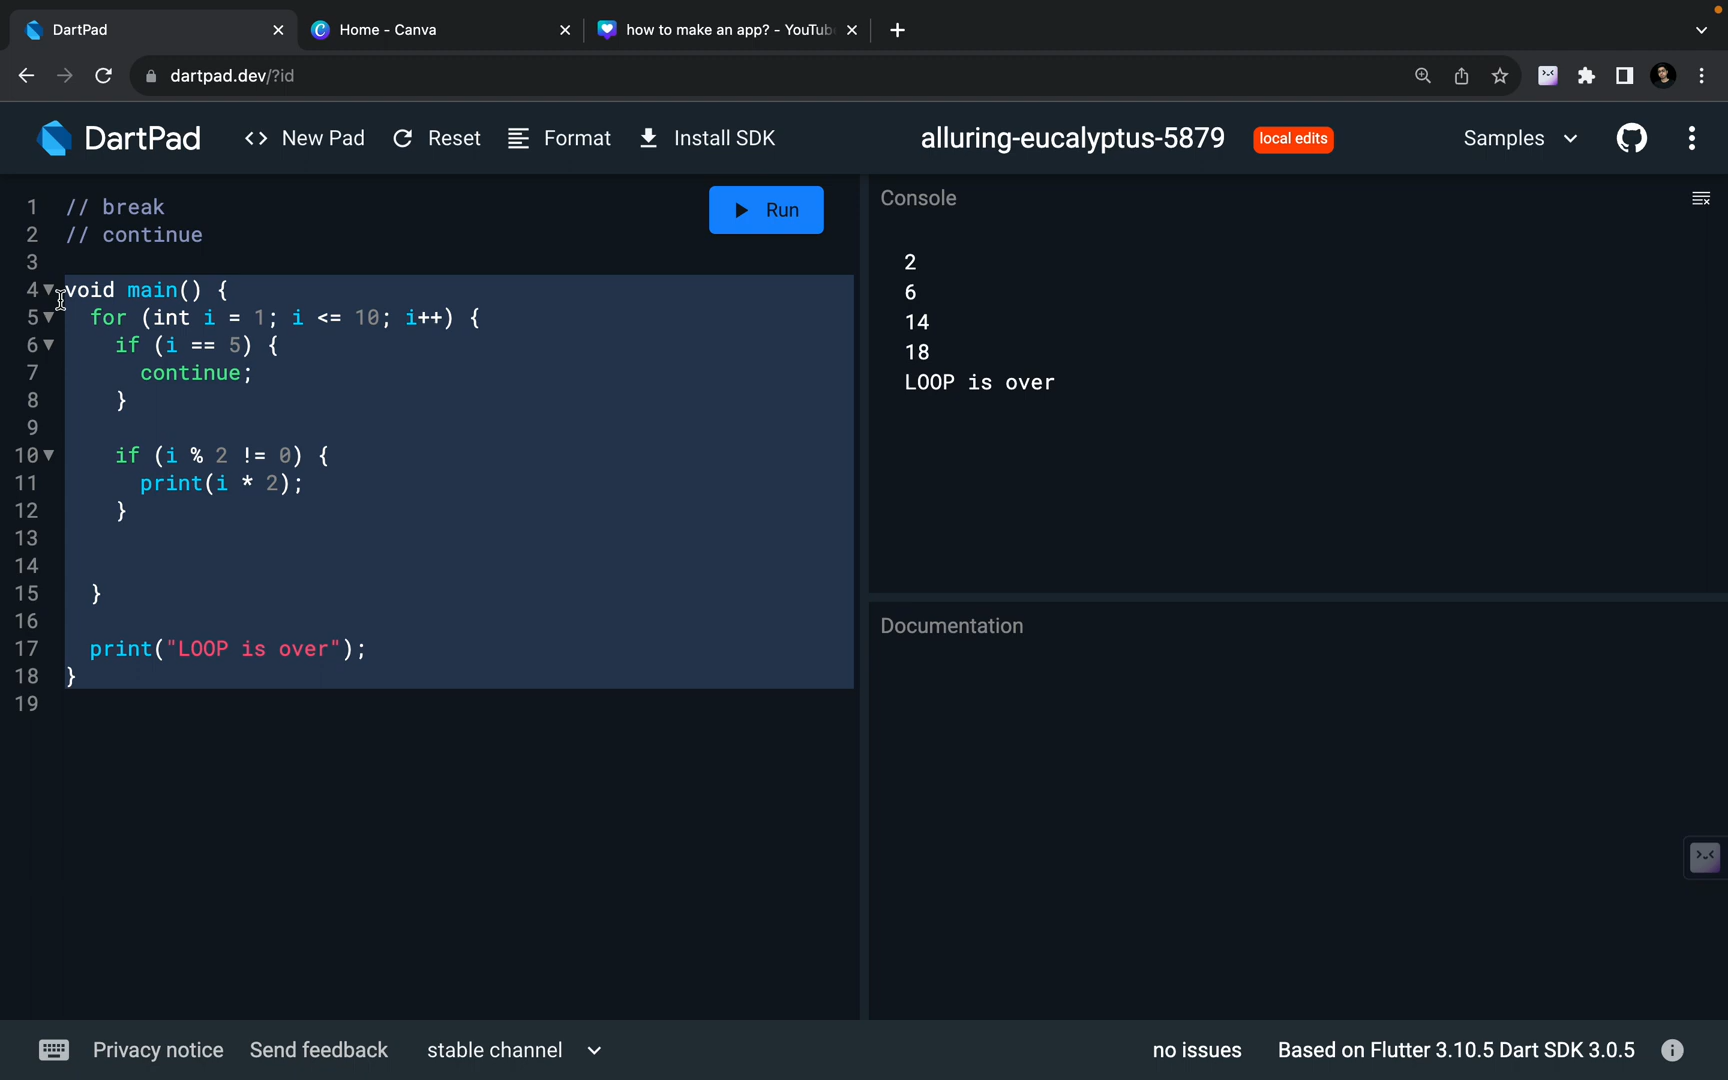 DartPad
Home - Canva
how to make an app? - YouTub
dartpad.dev/?id
DartPad
<> New Pad
Reset
Format
Install SDK
alluring-eucalyptus-5879
local edits
Samples
1 // break
2 // continue
3
4 void main() {
5 for (int i = 1; i <= 10; i++) {
6 if (i == 5) {
7 continue;
8 }
9
10 if (i % 2 != 0) {
11 print(i * 2);
12 }
13
14
15 }
16
17 print("LOOP is over");
18 }
19
Run
Console
2
6
14
18
LOOP is over
Documentation
Privacy notice
Send feedback
stable channel
no issues
Based on Flutter 3.10.5 Dart SDK 3.0.5